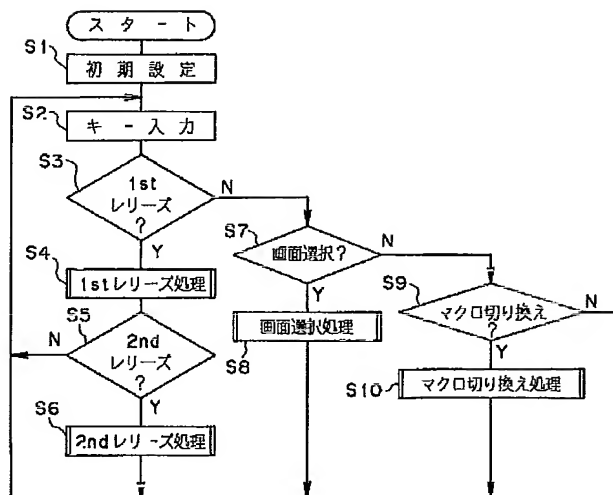 スタート
S1
初期設定
S2
キー入力
S3
1st
レリーズ
?
N
Y
S4
1stレリーズ処理
S5
N
2nd
レリーズ
?
Y
S6
2ndレリーズ処理
S7
画面選択?
N
Y
画面選択処理
S8
S9
マクロ切り換え
?
N
Y
S10
マクロ切り換え処理